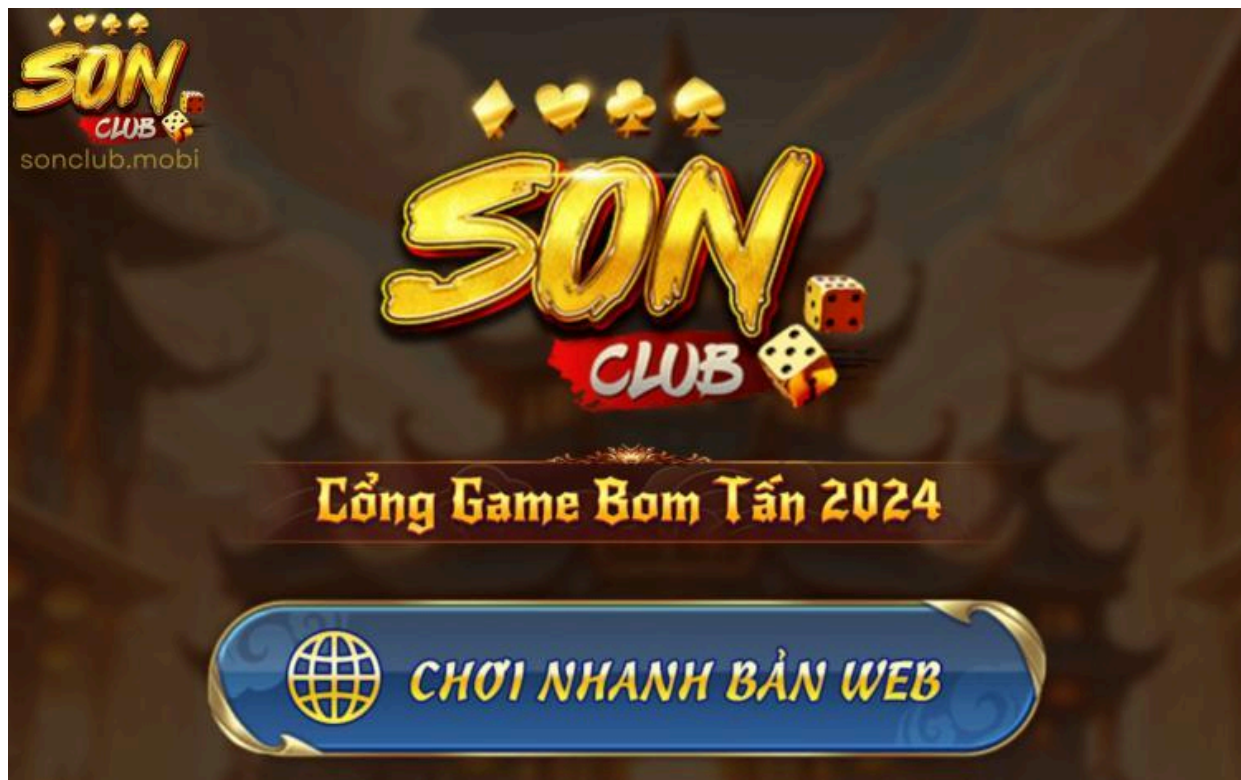 SON
CLUB
sonclub.mobi
SON
CLUB
Cổng Game Bom Tấn 2024
CHƠI NHANH BẢN WEB